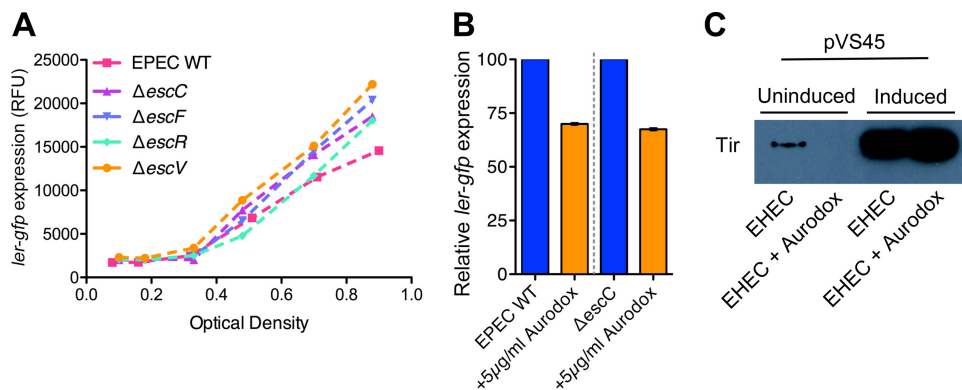 A
ler-gfp expression (RFU)
25000
20000
15000
10000
5000
0
0.0 0.2 0.4 0.6 0.8 1.0
Optical Density
EPEC WT
ΔescC
ΔescF
ΔescR
ΔescV
B
Relative ler-gfp expression
100
75
50
25
0
EPEC WT
+5µg/ml Aurodox
ΔescC
+5µg/ml Aurodox
C
pVS45
Uninduced Induced
Tir
EHEC
EHEC + Aurodox
EHEC
EHEC + Aurodox